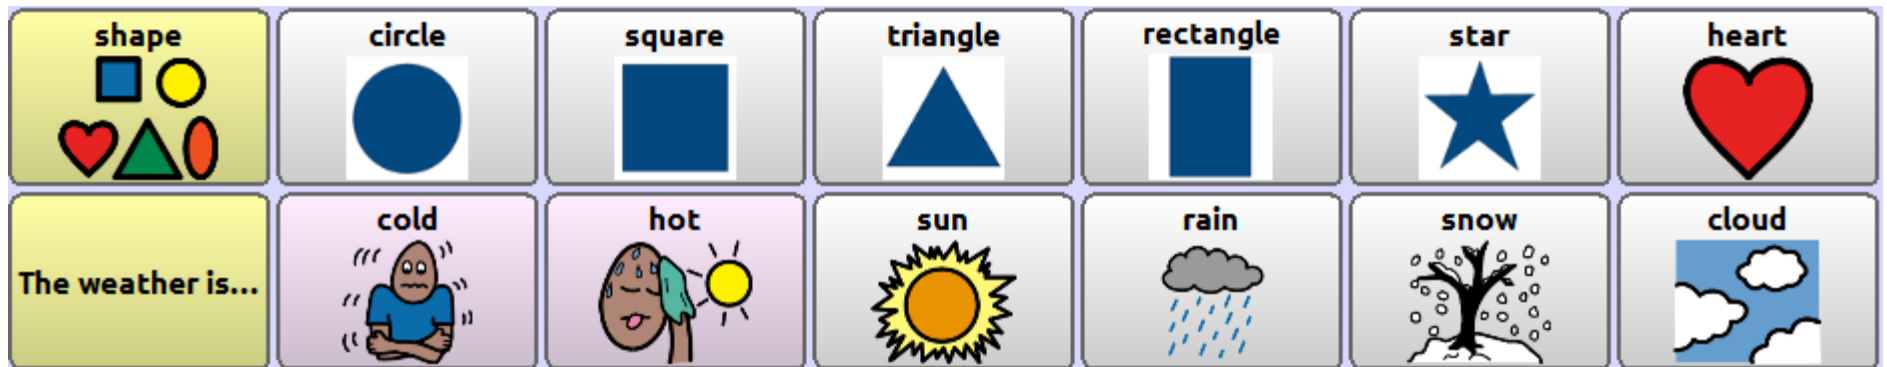 shape
circle
square
triangle
rectangle
star
heart
The weather is...
cold
hot
sun
rain
snow
cloud